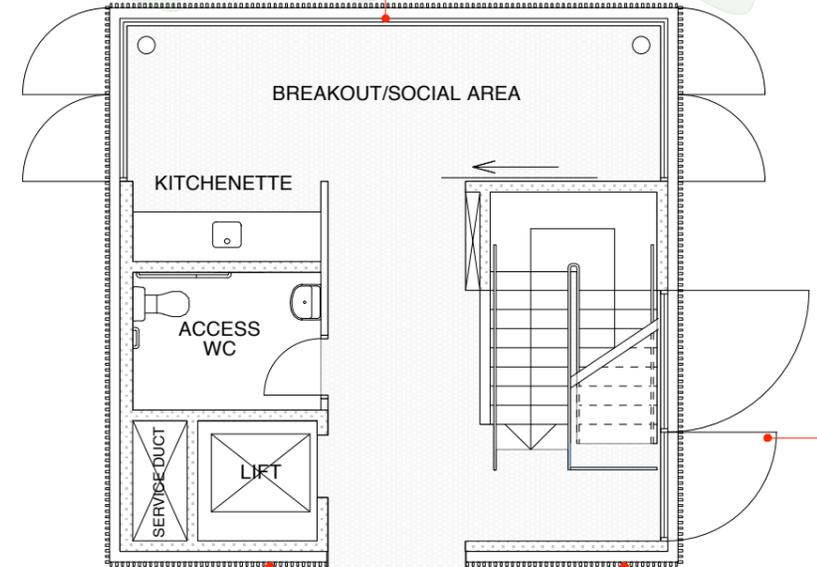 BREAKOUT/SOCIAL AREA
KITCHENETTE
ACCESS
WC
SERVICE DUCT
LIFT